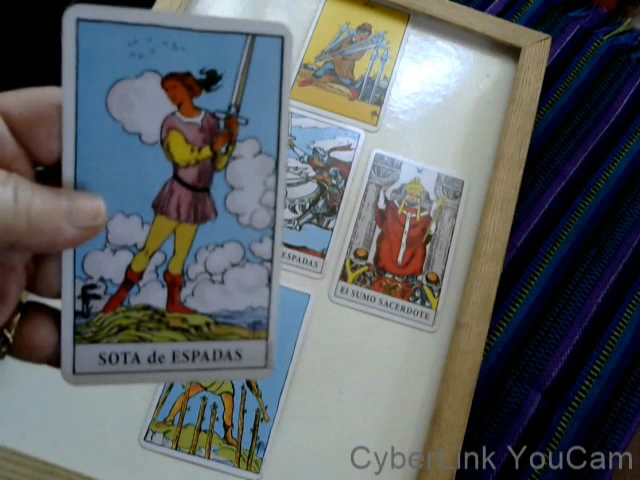 SOTA de ESPADAS
ESPADAS
El SUMO SACERDOTE
CyberLink YouCam